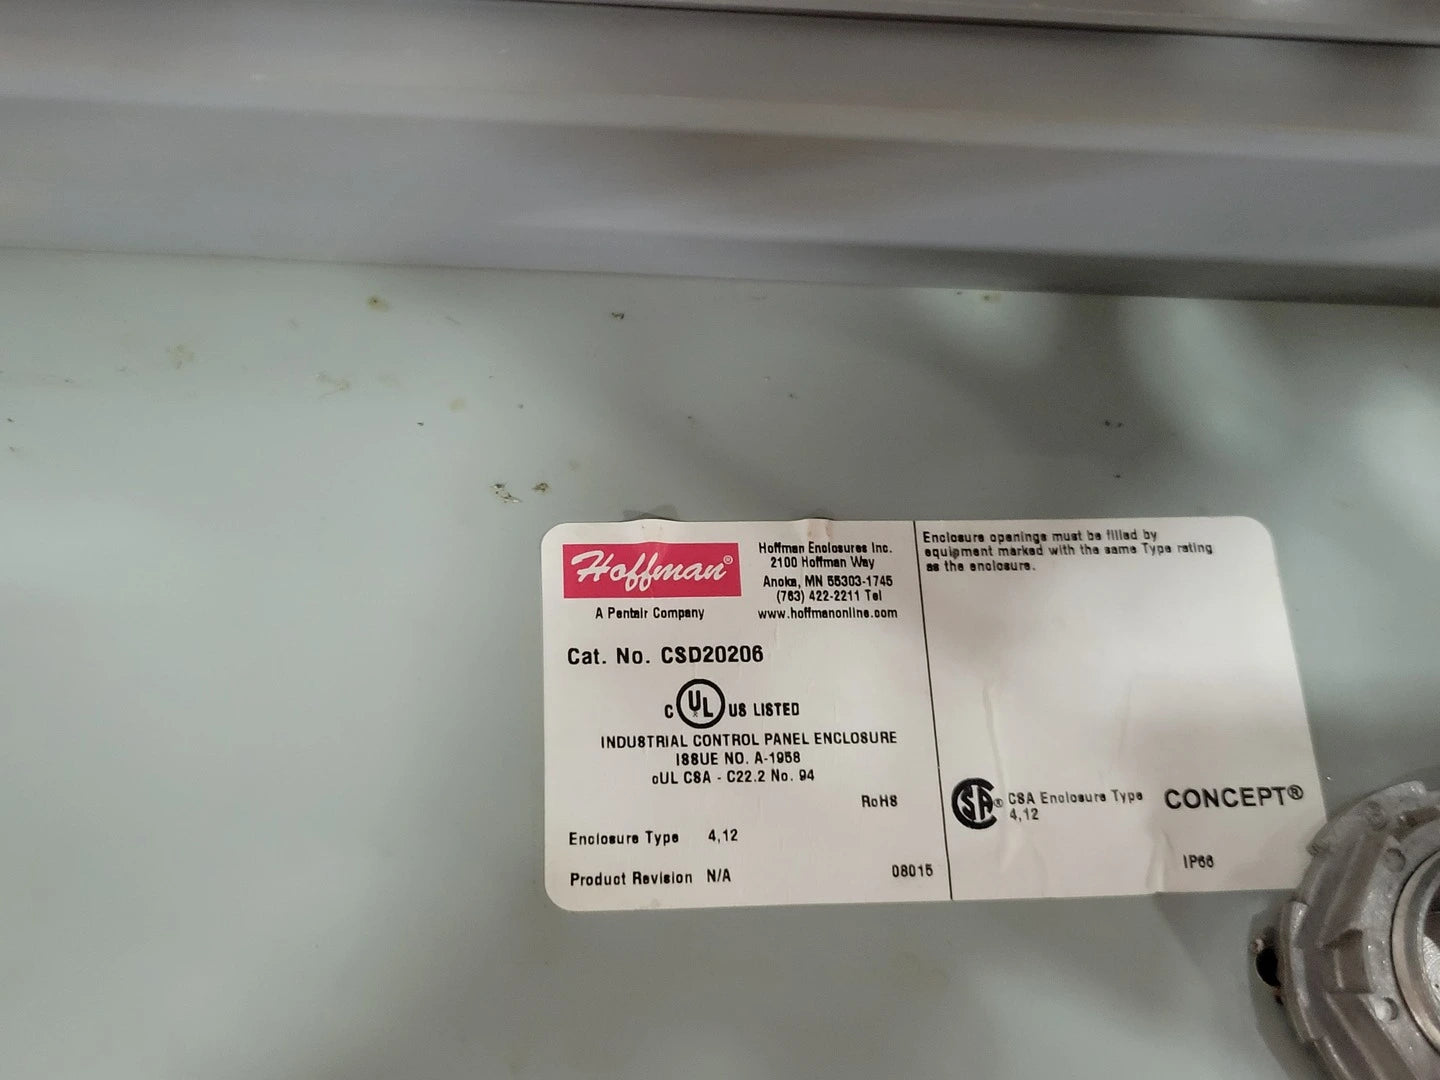 Hoffman®
A Pentair Company
Hoffman Enclosures Inc.
2100 Hoffman Way
Anoka, MN 55303-1745
(763) 422-2211 Tel
www.hoffmanonline.com
Cat. No. CSD20206
C UL US LISTED
INDUSTRIAL CONTROL PANEL ENCLOSURE
ISSUE NO. A-1958
cUL CSA - C22.2 No. 94
RoHS
Enclosure Type 4,12
Product Revision N/A
08015
Enclosure openings must be filled by
equipment marked with the same Type rating
as the enclosure.
SA® CSA Enclosure Type
4,12
CONCEPT®
IP66